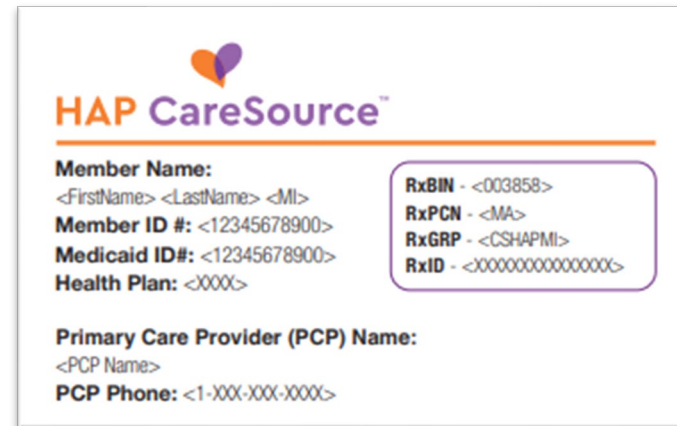 HAP CareSource™
Member Name:
<FirstName> <LastName> <MI>
Member ID #: <12345678900>
Medicaid ID#: <12345678900>
Health Plan: <XXXX>
RxBIN - <003858>
RxPCN - <MA>
RxGRP - <CSHAPMI>
RxID - <XXXXXXXXXXXXXXX>
Primary Care Provider (PCP) Name:
<PCP Name>
PCP Phone: <1-XXX-XXX-XXXX>